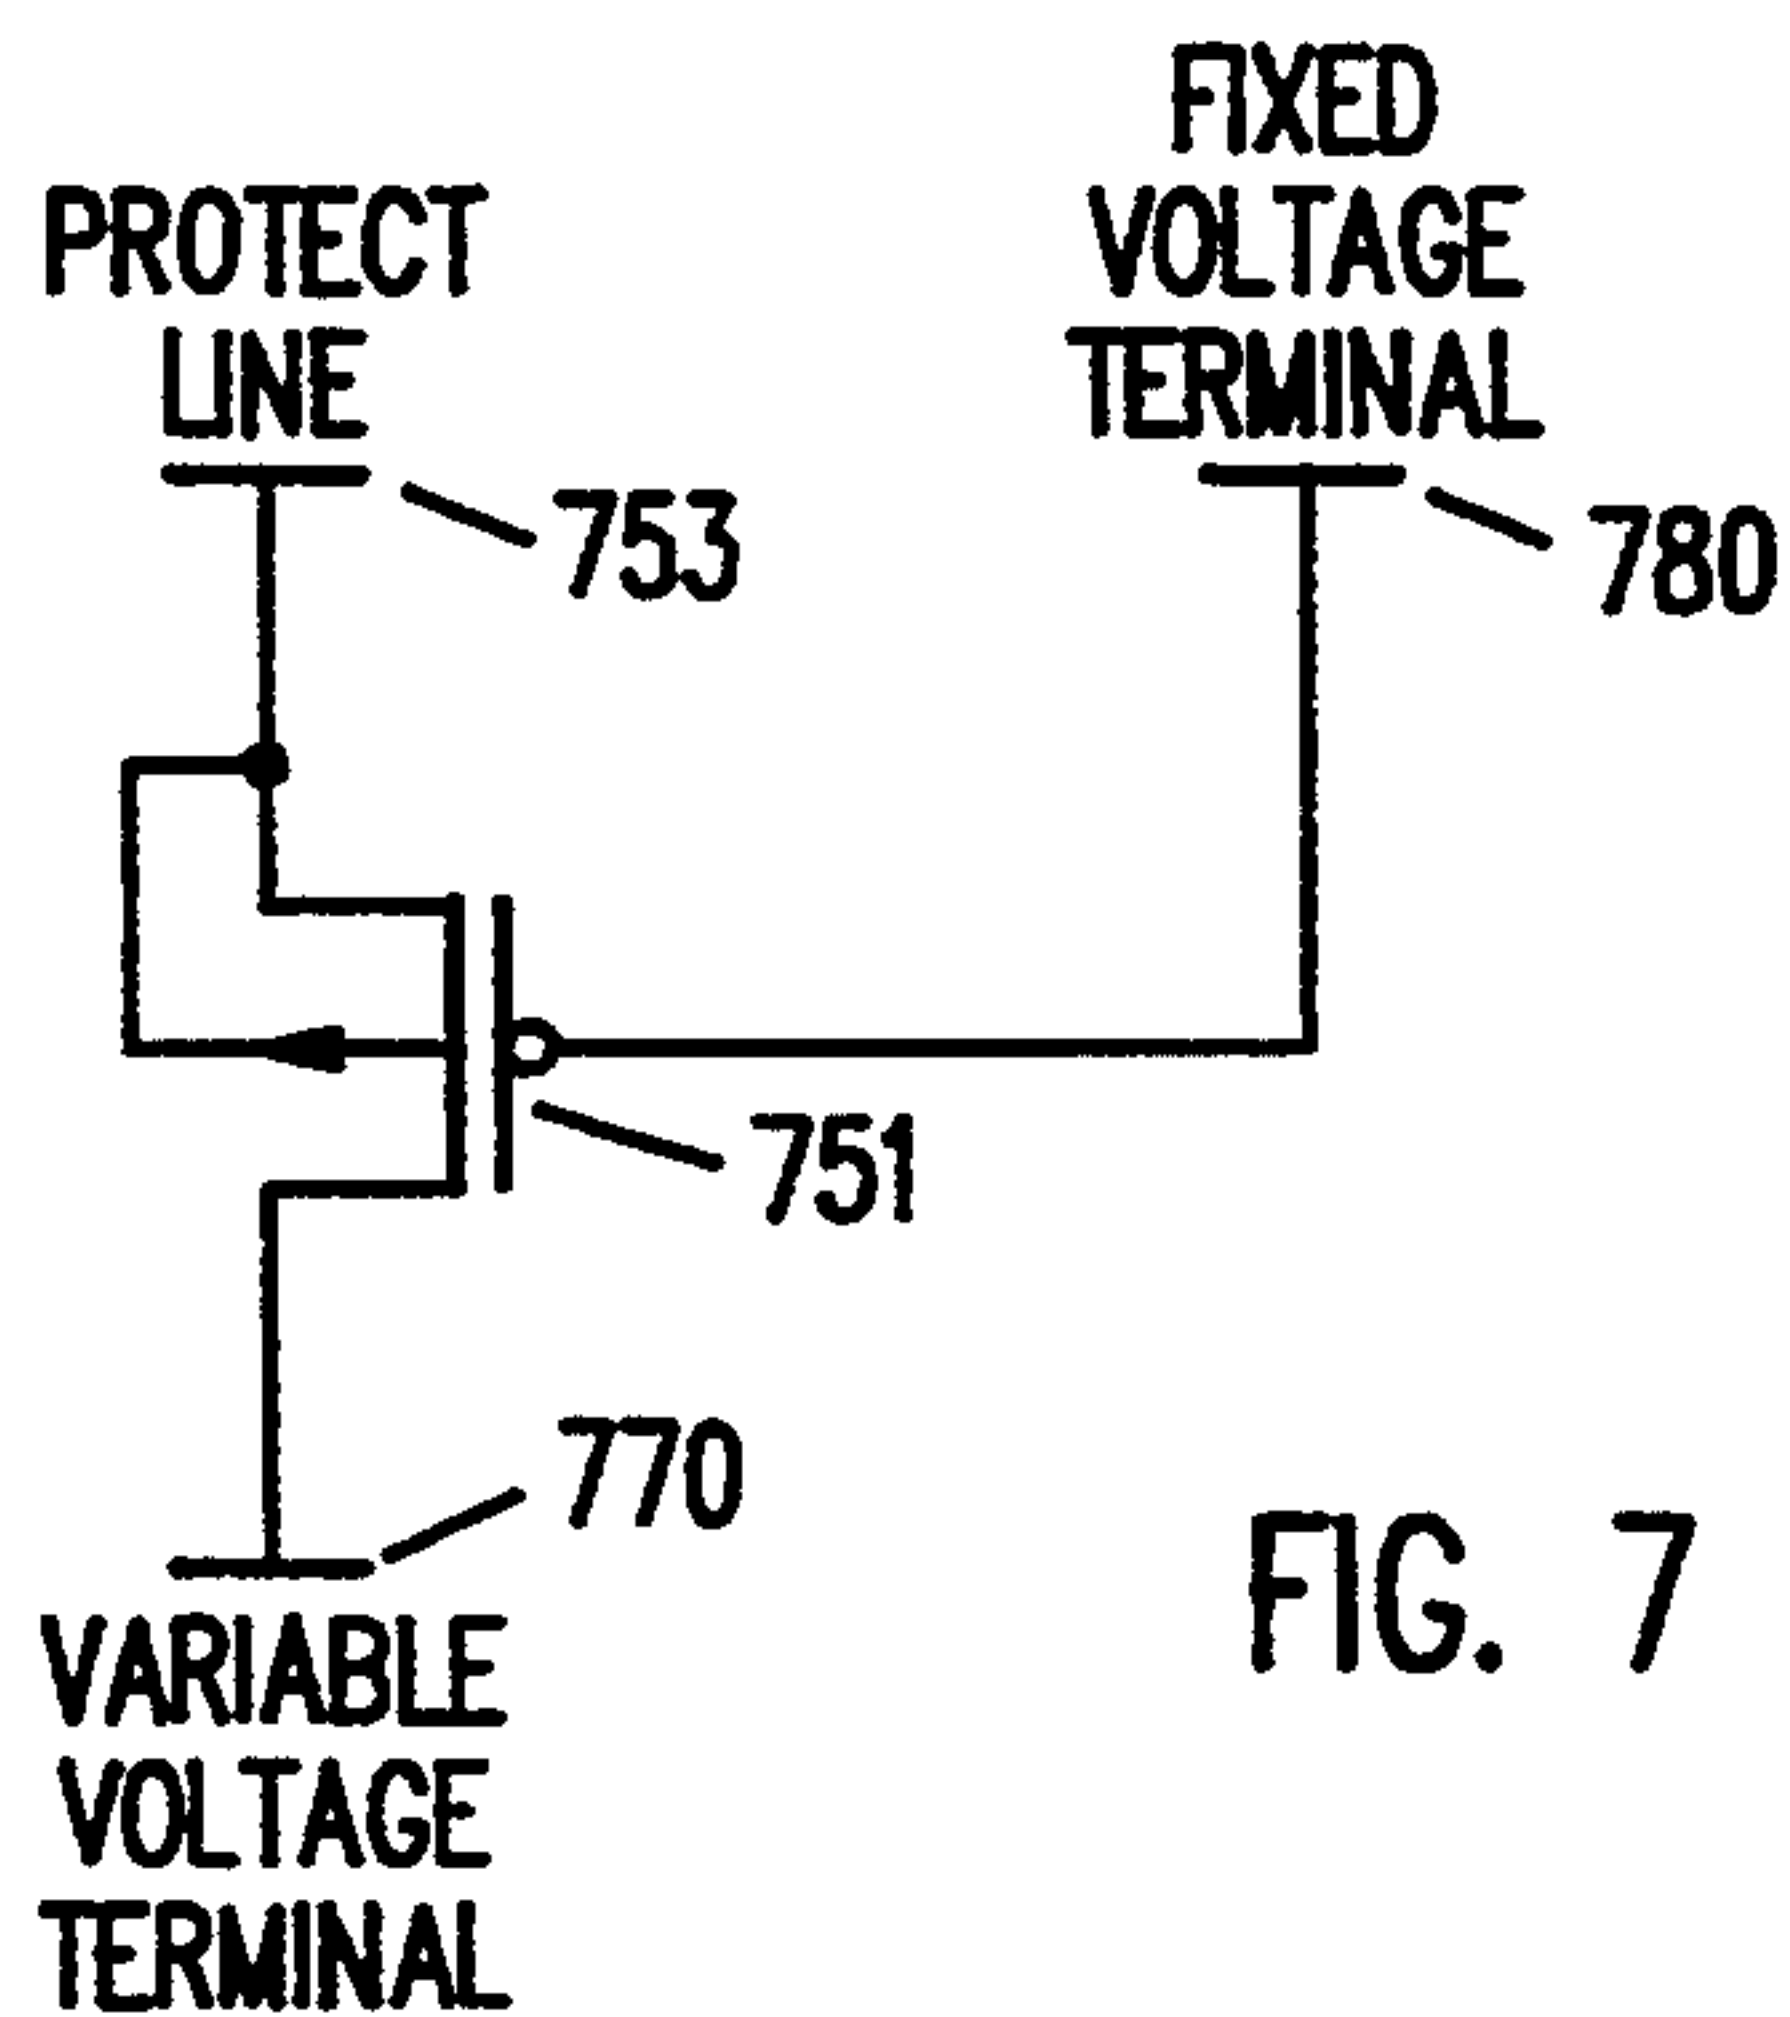 PROTECT
LINE
753
FIXED
VOLTAGE
TERMINAL
780
751
770
VARIABLE
VOLTAGE
TERMINAL
FIG. 7